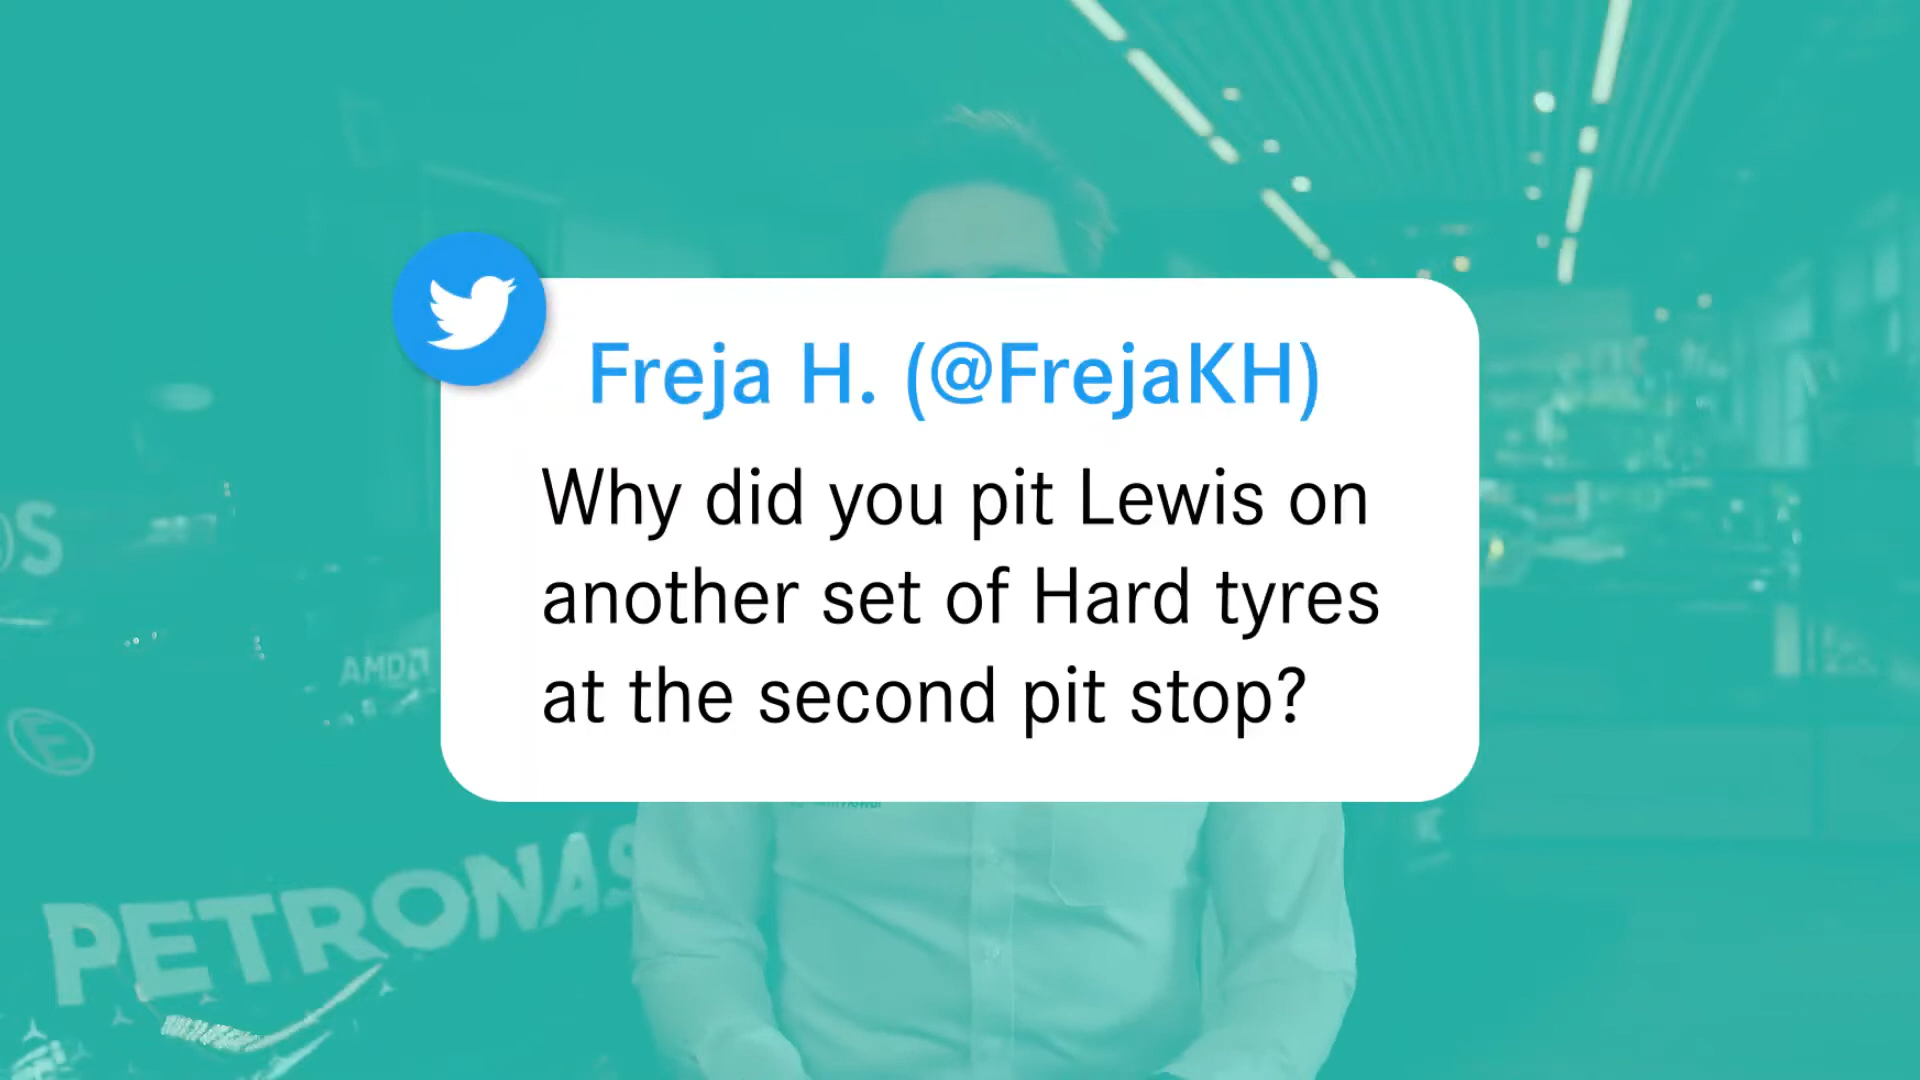 Freja H. (@FrejaKH)
Why did you pit Lewis on
another set of Hard tyres
at the second pit stop?
OS
AMD
E
PETRONAS